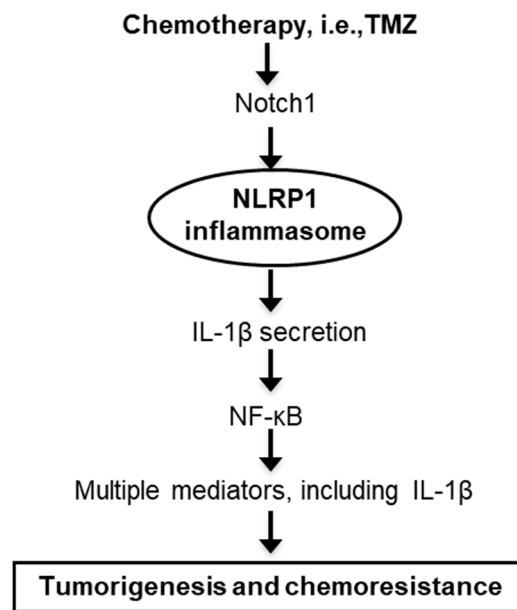 Chemotherapy, i.e.,TMZ
Notch1
NLRP1
inflammasome
IL-1β secretion
NF-κB
Multiple mediators, including IL-1β
Tumorigenesis and chemoresistance